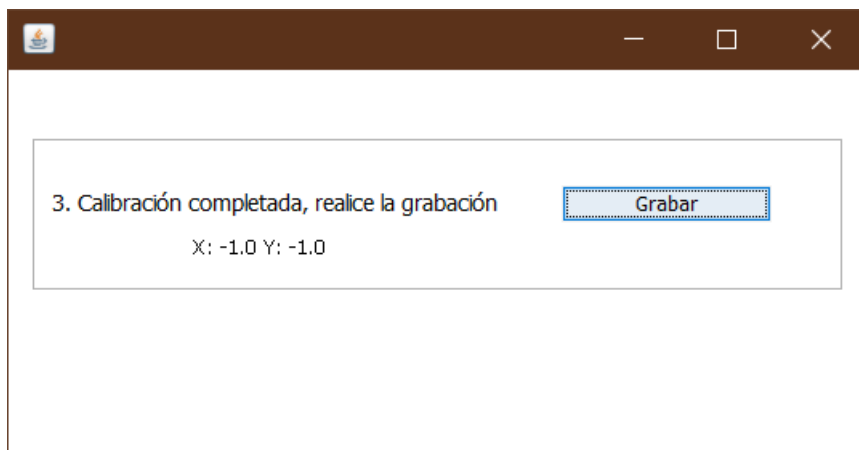 3. Calibración completada, realice la grabación
Grabar
X: -1.0 Y: -1.0